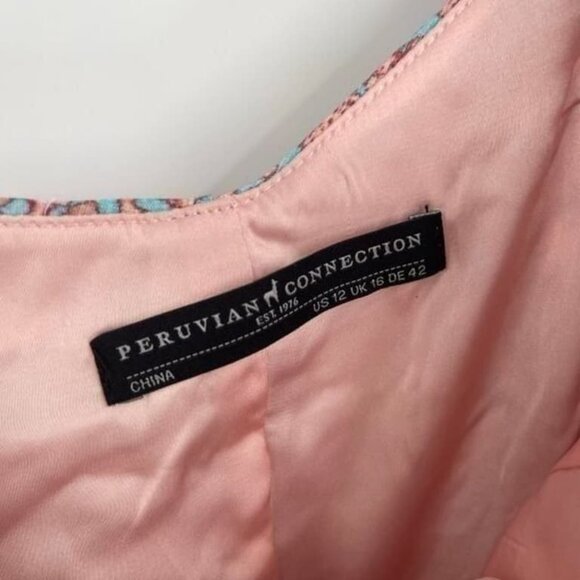 PERUVIAN CONNECTION
EST. 1976
CHINA US 12 UK 16 DE 42